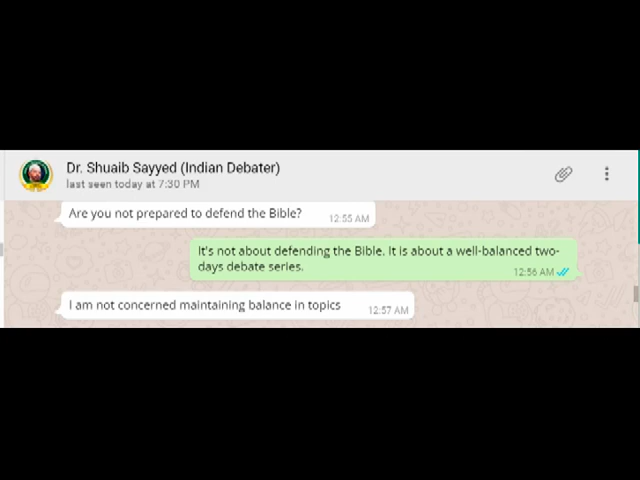 Dr. Shuaib Sayyed (Indian Debater)
last seen today at 7:30 PM
Are you not prepared to defend the Bible?
12:55 AM
It's not about defending the Bible. It is about a well-balanced two-
days debate series.
12:56 AM
I am not concerned maintaining balance in topics
12:57 AM